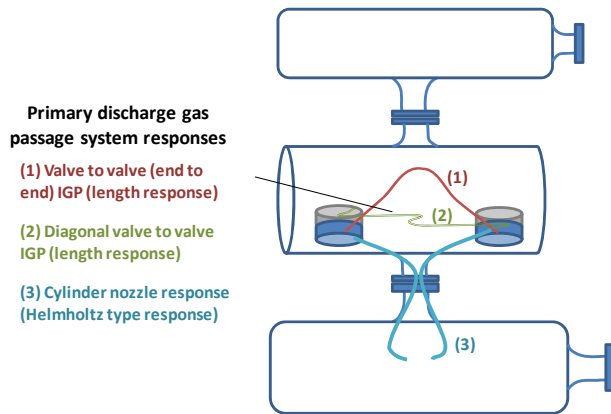 Primary discharge gas
passage system responses
(1) Valve to valve (end to
end) IGP (length response)
(2) Diagonal valve to valve
IGP (length response)
(3) Cylinder nozzle response
(Helmholtz type response)
(1)
(2)
(3)